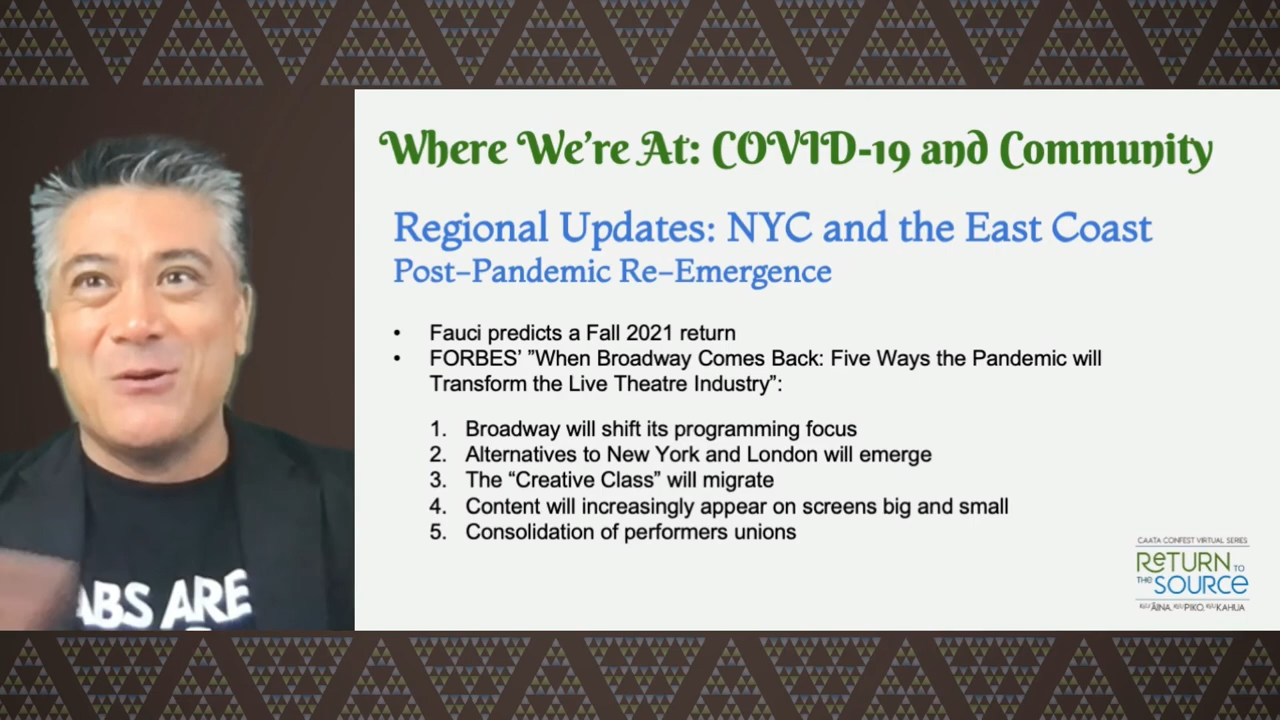 Where We're At: COVID-19 and Community
Regional Updates: NYC and the East Coast
Post-Pandemic Re-Emergence
• Fauci predicts a Fall 2021 return
• FORBES' ”When Broadway Comes Back: Five Ways the Pandemic will
Transform the Live Theatre Industry”:
1. Broadway will shift its programming focus
2. Alternatives to New York and London will emerge
3. The “Creative Class” will migrate
4. Content will increasingly appear on screens big and small
5. Consolidation of performers unions
ABS ARE
CAATA CONFEST VIRTUAL SERIES
RETURN TO
THE SOURCE
ĀINA, PIKO, KAHUA